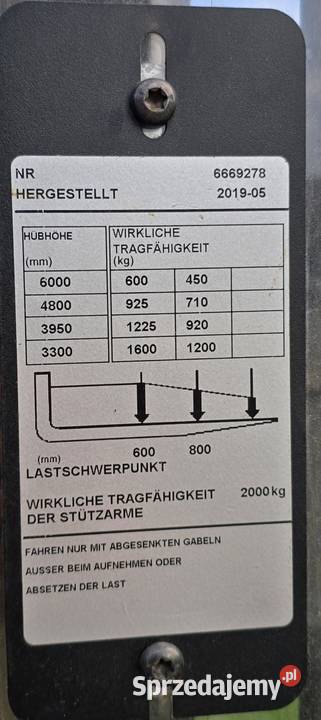 NR 6669278
HERGESTELLT 2019-05
HÜBHÖHE
(mm)
WIRKLICHE
TRAGFÄHIGKEIT
(kg)
6000 600 450
4800 925 710
3950 1225 920
3300 1600 1200
(mm) 600 800
LASTSCHWERPUNKT
WIRKLICHE TRAGFÄHIGKEIT 2000 kg
DER STÜTZARME
FAHREN NUR MIT ABGESENKTEN GABELN
AUSSER BEIM AUFNEHMEN ODER
ABSETZEN DER LAST
Sprzedajemy.pl